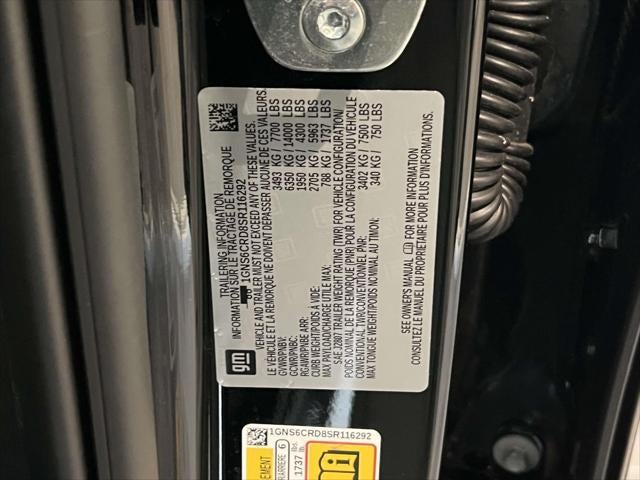 TRAILERING INFORMATION
INFORMATION SUR LE TRACTAGE DE REMORQUE
1GNS6CRD8SR116292
VEHICLE AND TRAILER MUST NOT EXCEED ANY OF THESE VALUES.
LE VÉHICULE ET LA REMORQUE NE DOIVENT DÉPASSER AUCUNE DE CES VALEURS.
GVWR/PNBV: 3493 KG / 7700 LBS
GCWR/PNBC: 6350 KG / 14000 LBS
RGAWR/PNBE ARR: 1950 KG / 4300 LBS
CURB WEIGHT/POIDS À VIDE: 2705 KG / 5963 LBS
MAX PAYLOAD/CHARGE UTILE MAX: 788 KG / 1737 LBS
SAE J2807 TRAILER WEIGHT RATING (TWR) FOR VEHICLE CONFIGURATION/
POIDS NOMINAL DE LA REMORQUE (PNR) POUR LA CONFIGURATION DU VÉHICULE
CONVENTIONAL TWR/CONVENTIONNEL PNR: 3402 KG / 7500 LBS
MAX TONGUE WEIGHT/POIDS NOMINAL AU TIMON: 340 KG / 750 LBS
SEE OWNER'S MANUAL FOR MORE INFORMATION
CONSULTEZ LE MANUEL DU PROPRIÉTAIRE POUR PLUS D'INFORMATIONS.
gm
1GNS6CRD8SR116292
ARRIÈRE 6
1737 lbs.